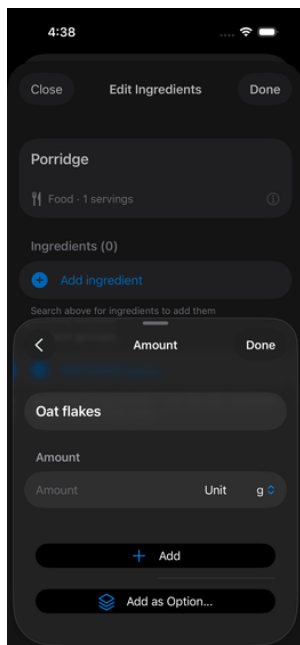 4:38
Close Edit Ingredients Done
Porridge
Food · 1 servings
Ingredients (0)
Add ingredient
Search above for ingredients to add them
Amount Done
Oat flakes
Amount
Amount Unit g
Add
Add as Option...